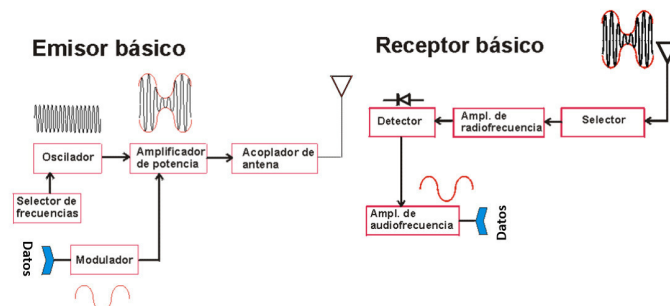 Emisor básico
Oscilador
Amplificador
de potencia
Acoplador de
antena
Selector de
frecuencias
Datos
Modulador
Receptor básico
Detector
Ampl. de
radiofrecuencia
Selector
Ampl. de
audiofrecuencia
Datos